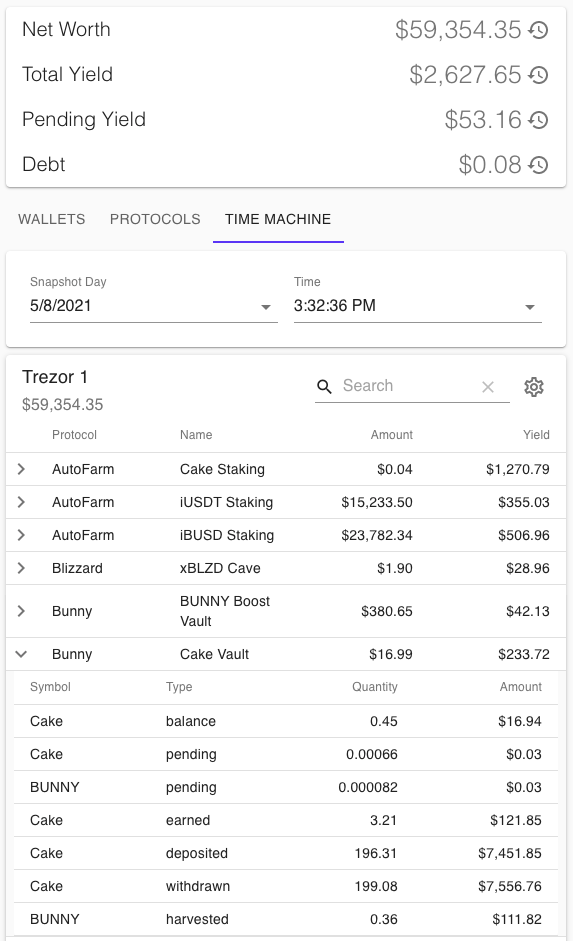 Net Worth $59,354.35
Total Yield $2,627.65
Pending Yield $53.16
Debt $0.08
WALLETS PROTOCOLS TIME MACHINE
Snapshot Day Time
5/8/2021 3:32:36 PM
Trezor 1
Search
$59,354.35
Protocol Name Amount Yield
AutoFarm Cake Staking $0.04 $1,270.79
AutoFarm iUSDT Staking $15,233.50 $355.03
AutoFarm iBUSD Staking $23,782.34 $506.96
Blizzard xBLZD Cave $1.90 $28.96
Bunny BUNNY Boost Vault $380.65 $42.13
Bunny Cake Vault $16.99 $233.72
Symbol Type Quantity Amount
Cake balance 0.45 $16.94
Cake pending 0.00066 $0.03
BUNNY pending 0.000082 $0.03
Cake earned 3.21 $121.85
Cake deposited 196.31 $7,451.85
Cake withdrawn 199.08 $7,556.76
BUNNY harvested 0.36 $111.82